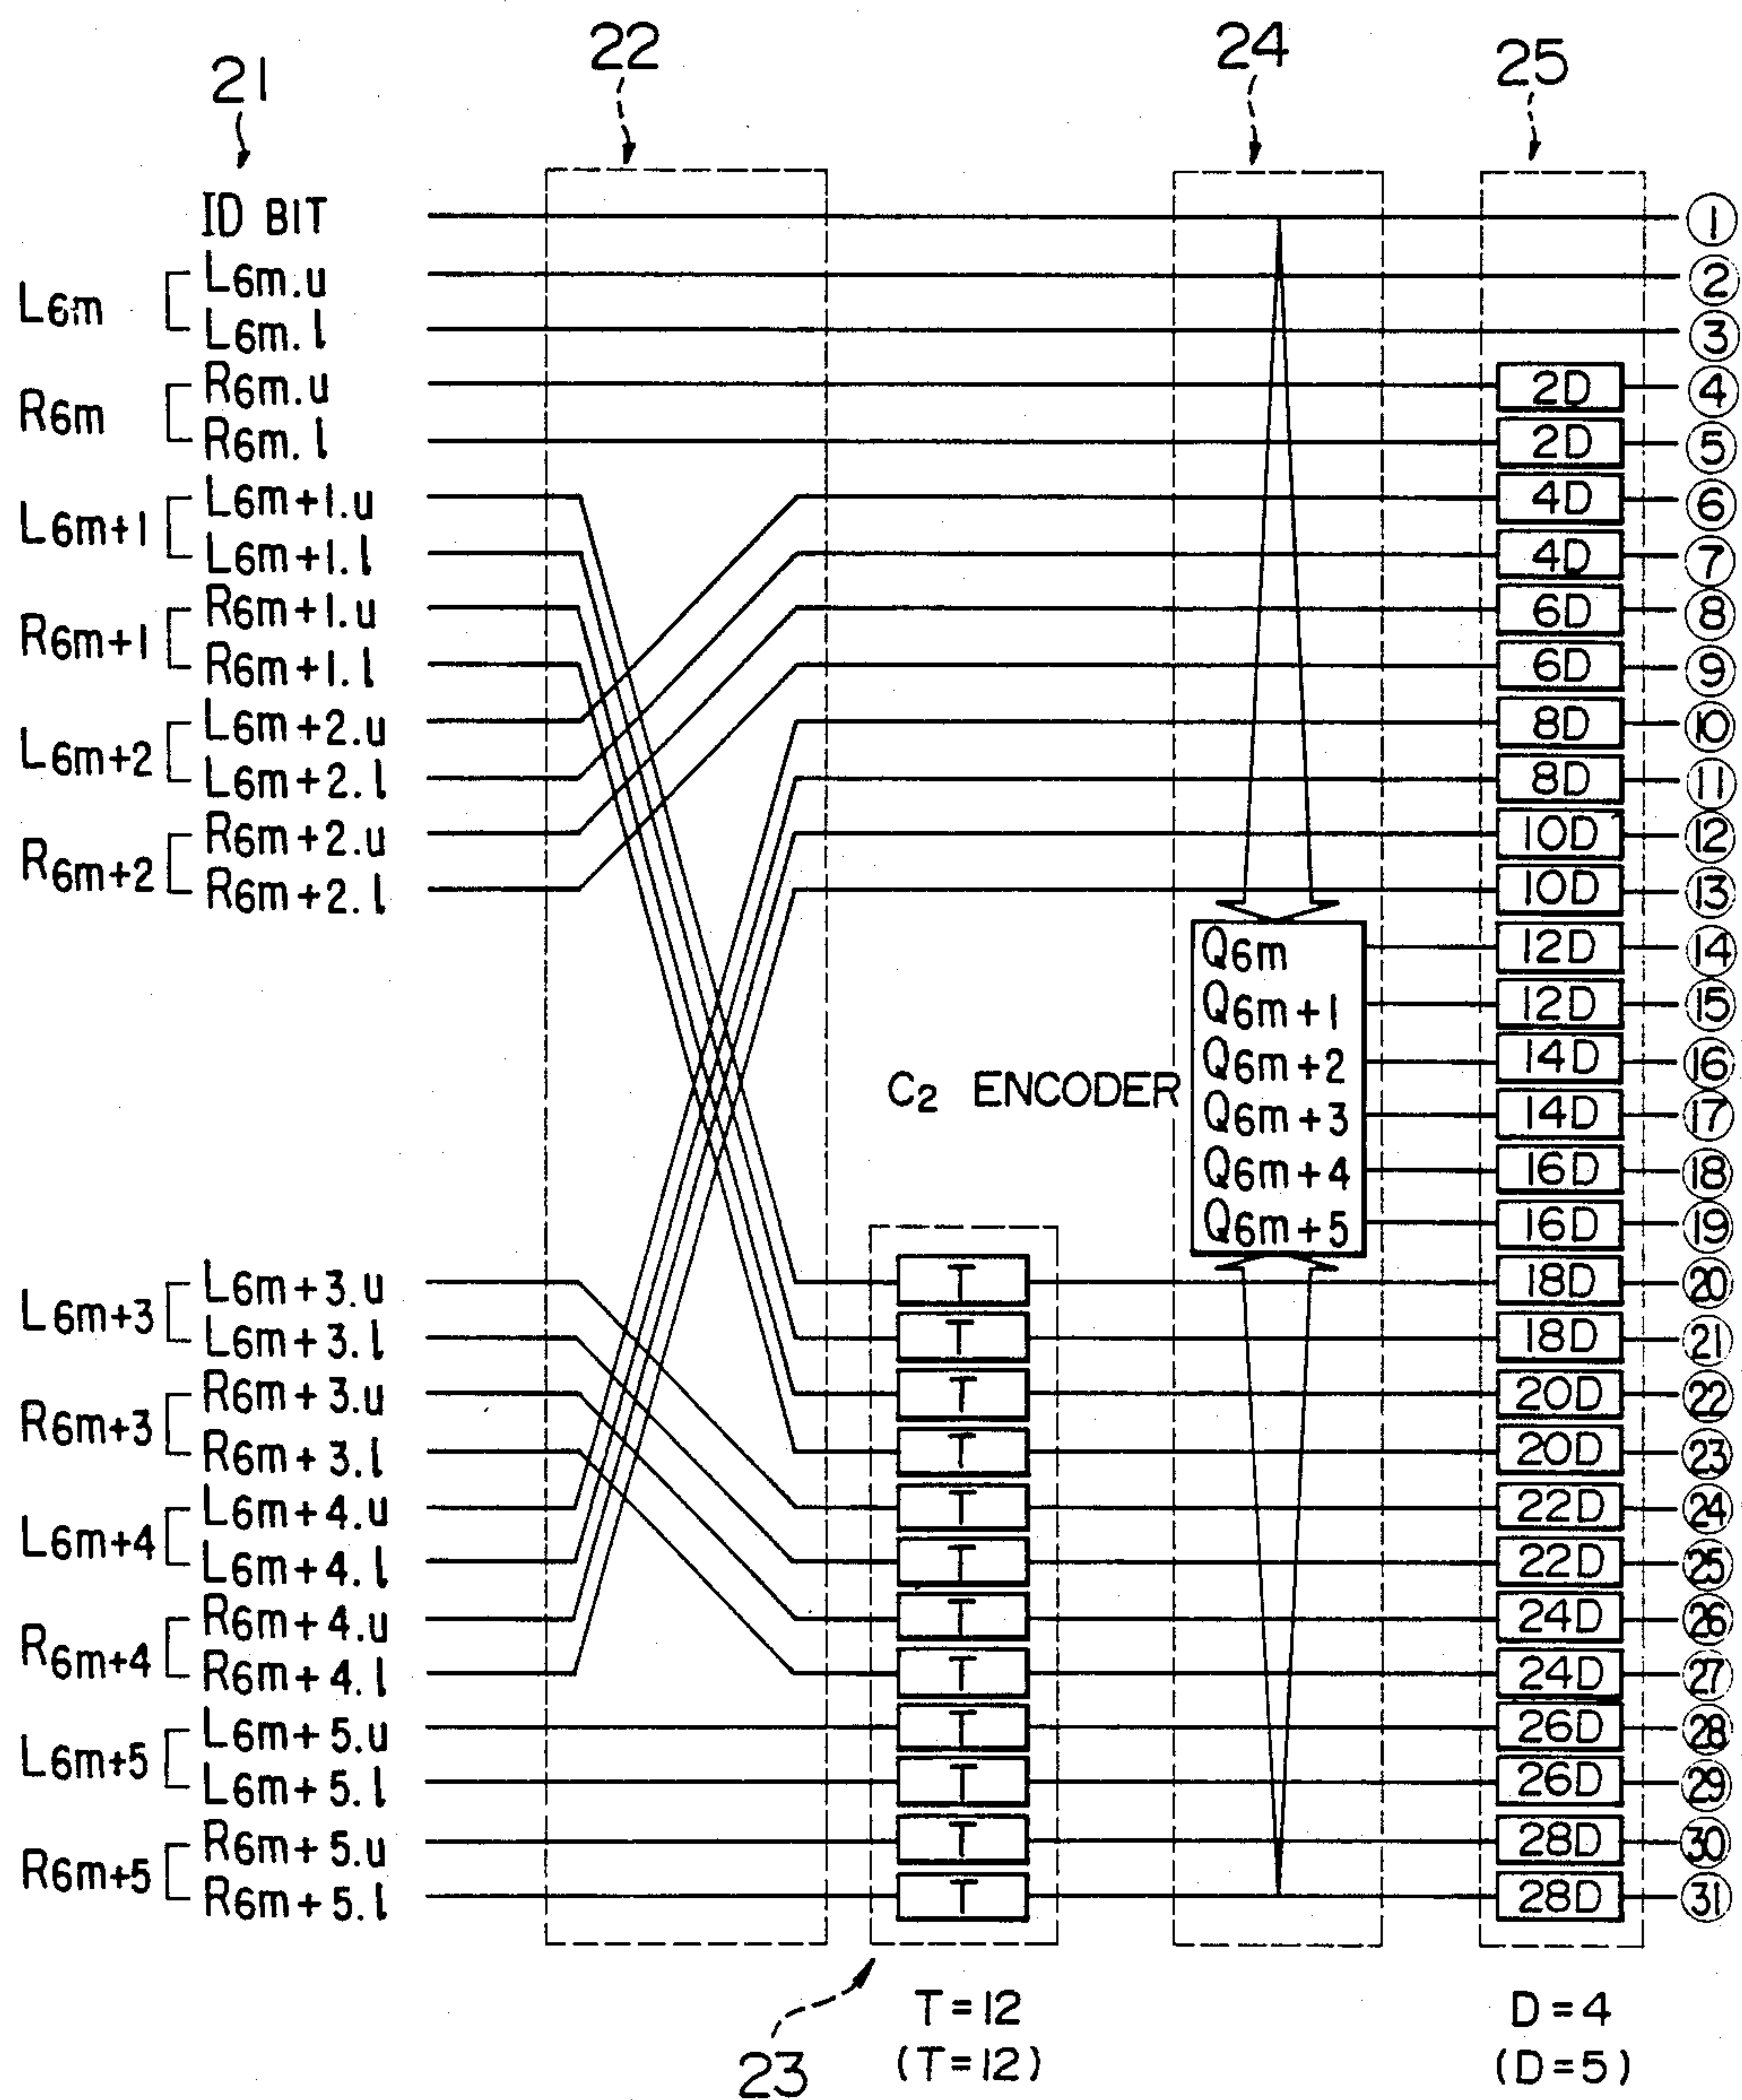 21 22 24 25
ID BIT ①
L6m L6m.u ②
L6m.l ③
R6m R6m.u 2D ④
R6m.l 2D ⑤
L6m+1 L6m+1.u 4D ⑥
L6m+1.l 4D ⑦
R6m+1 R6m+1.u 6D ⑧
R6m+1.l 6D ⑨
L6m+2 L6m+2.u 8D ⑩
L6m+2.l 8D ⑪
R6m+2 R6m+2.u 10D ⑫
R6m+2.l 10D ⑬
Q6m 12D ⑭
Q6m+1 12D ⑮
Q6m+2 14D ⑯
C2 ENCODER
Q6m+3 14D ⑰
Q6m+4 16D ⑱
Q6m+5 16D ⑲
L6m+3 L6m+3.u T 18D ⑳
L6m+3.l T 18D ㉑
R6m+3 R6m+3.u T 20D ㉒
R6m+3.l T 20D ㉓
L6m+4 L6m+4.u T 22D ㉔
L6m+4.l T 22D ㉕
R6m+4 R6m+4.u T 24D ㉖
R6m+4.l T 24D ㉗
L6m+5 L6m+5.u T 26D ㉘
L6m+5.l T 26D ㉙
R6m+5 R6m+5.u T 28D ㉚
R6m+5.l T 28D ㉛
23
T=12 D=4
(T=12) (D=5)